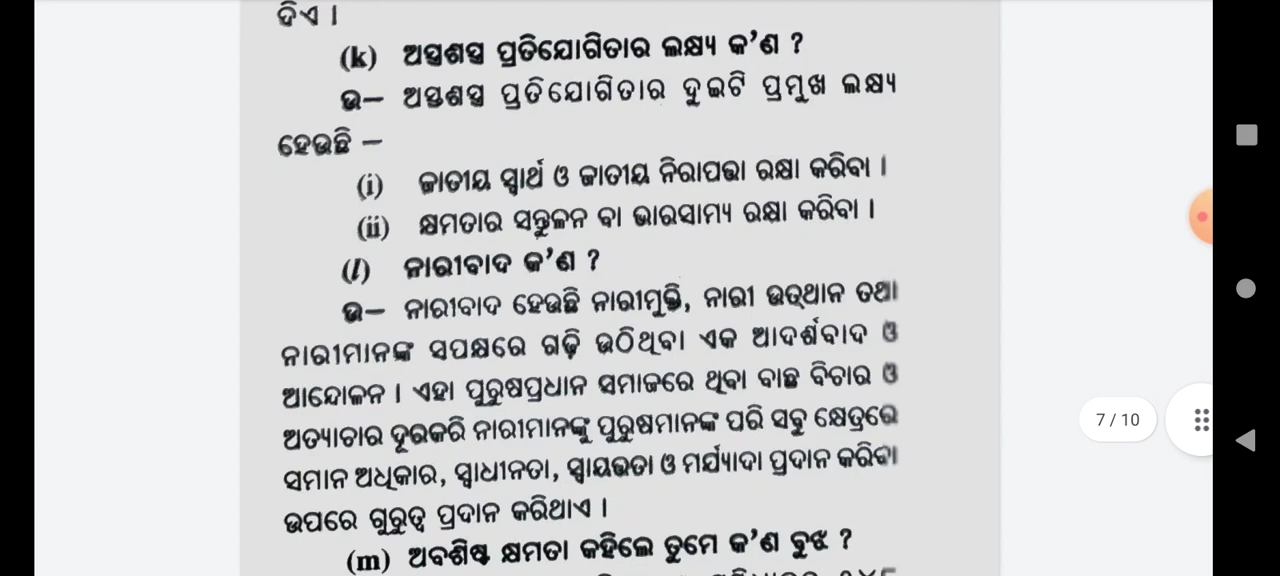 ଦିଏ ।
(k) ଅସ୍ତ୍ରଶସ୍ତ୍ର ପ୍ରତିଯୋଗିତାର ଲକ୍ଷ୍ୟ କ’ଣ ?
ଉ– ଅସ୍ତ୍ରଶସ୍ତ୍ର ପ୍ରତିଯୋଗିତାର ଦୁଇଟି ପ୍ରମୁଖ ଲକ୍ଷ୍ୟ
ହେଉଛି –
(i) ଜାତୀୟ ସ୍ୱାର୍ଥ ଓ ଜାତୀୟ ନିରାପତ୍ତା ରକ୍ଷା କରିବା ।
(ii) କ୍ଷମତାର ସନ୍ତୁଳନ ବା ଭାରସାମ୍ୟ ରକ୍ଷା କରିବା ।
(l) ନାରୀବାଦ କ’ଣ ?
ଉ– ନାରୀବାଦ ହେଉଛି ନାରୀମୁକ୍ତି, ନାରୀ ଉତ୍‌ଥାନ ତଥା
ନାରୀମାନଙ୍କ ସପକ୍ଷରେ ଗଢ଼ି ଉଠିଥିବା ଏକ ଆଦର୍ଶବାଦ ଓ
ଆନ୍ଦୋଳନ । ଏହା ପୁରୁଷପ୍ରଧାନ ସମାଜରେ ଥିବା ବାଛ ବିଚାର ଓ
ଅତ୍ୟାଚାର ଦୂରକରି ନାରୀମାନଙ୍କୁ ପୁରୁଷମାନଙ୍କ ପରି ସବୁ କ୍ଷେତ୍ରରେ
ସମାନ ଅଧିକାର, ସ୍ୱାଧୀନତା, ସ୍ୱାୟତ୍ତତା ଓ ମର୍ଯ୍ୟାଦା ପ୍ରଦାନ କରିବା
ଉପରେ ଗୁରୁତ୍ୱ ପ୍ରଦାନ କରିଥାଏ ।
(m) ଅବଶିଷ୍ଟ କ୍ଷମତା କହିଲେ ତୁମେ କ’ଣ ବୁଝ ?
7 / 10